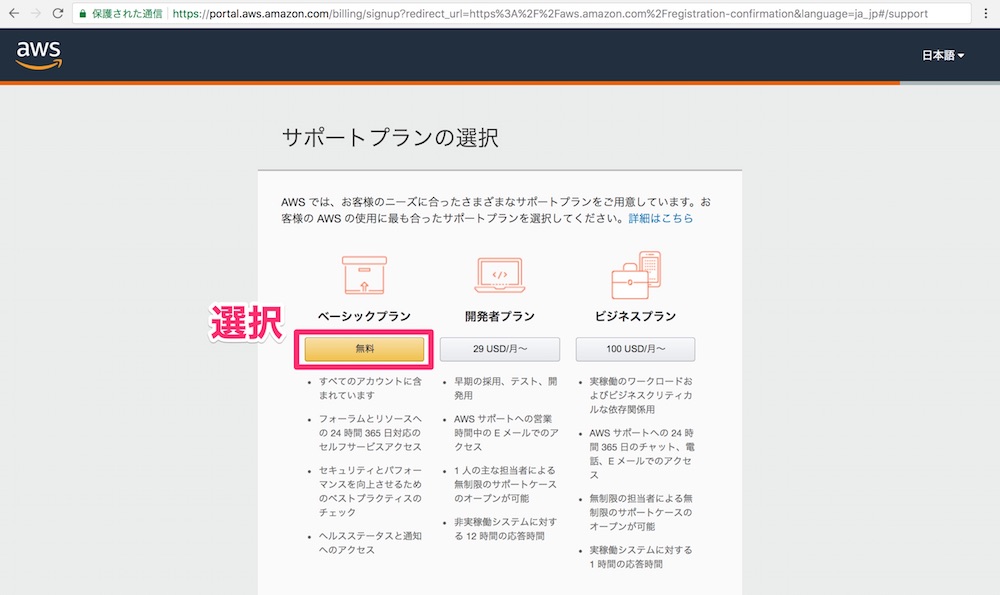 保護された通信 https://portal.aws.amazon.com/billing/signup?redirect_url=https%3A%2F%2Faws.amazon.com%2Fregistration-confirmation&language=ja_jp#/support
aws
日本語
サポートプランの選択
AWS では、お客様のニーズに合ったさまざまなサポートプランをご用意しています。お
客様の AWS の使用に最も合ったサポートプランを選択してください。詳細はこちら
選択
ベーシックプラン
無料
• すべてのアカウントに含
まれています
• フォーラムとリソースへ
の 24 時間 365 日対応の
セルフサービスアクセス
• セキュリティとパフォー
マンスを向上させるため
のベストプラクティスの
チェック
• ヘルスステータスと通知
へのアクセス
開発者プラン
29 USD/月〜
• 早期の採用、テスト、開
発用
• AWS サポートへの営業
時間中の E メールでのア
クセス
• 1 人の主な担当者による
無制限のサポートケース
のオープンが可能
• 非実稼働システムに対す
る 12 時間の応答時間
ビジネスプラン
100 USD/月〜
• 実稼働のワークロードお
よびビジネスクリティカ
ルな依存関係用
• AWS サポートへの 24 時
間 365 日のチャット、電
話、E メールでのアクセ
ス
• 無制限の担当者による無
制限のサポートケースの
オープンが可能
• 実稼働システムに対する
1 時間の応答時間